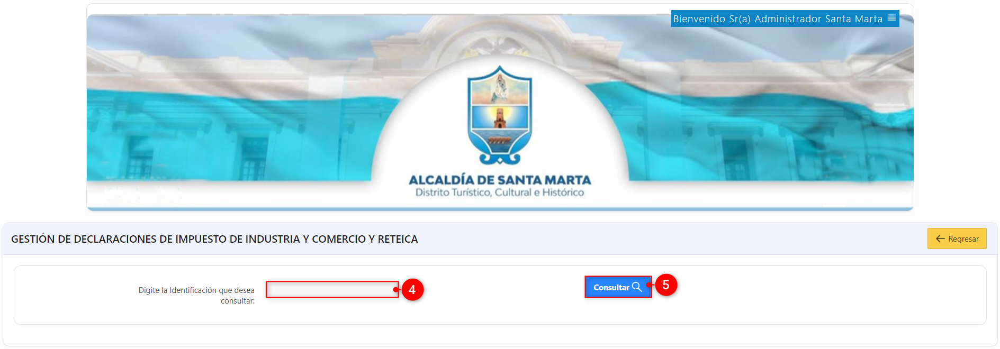 Bienvenido Sr(a) Administrador Santa Marta
ALCALDÍA DE SANTA MARTA
Distrito Turístico, Cultural e Histórico
GESTIÓN DE DECLARACIONES DE IMPUESTO DE INDUSTRIA Y COMERCIO Y RETEICA
Regresar
Digite la Identificación que desea
consultar:
4
Consultar
5